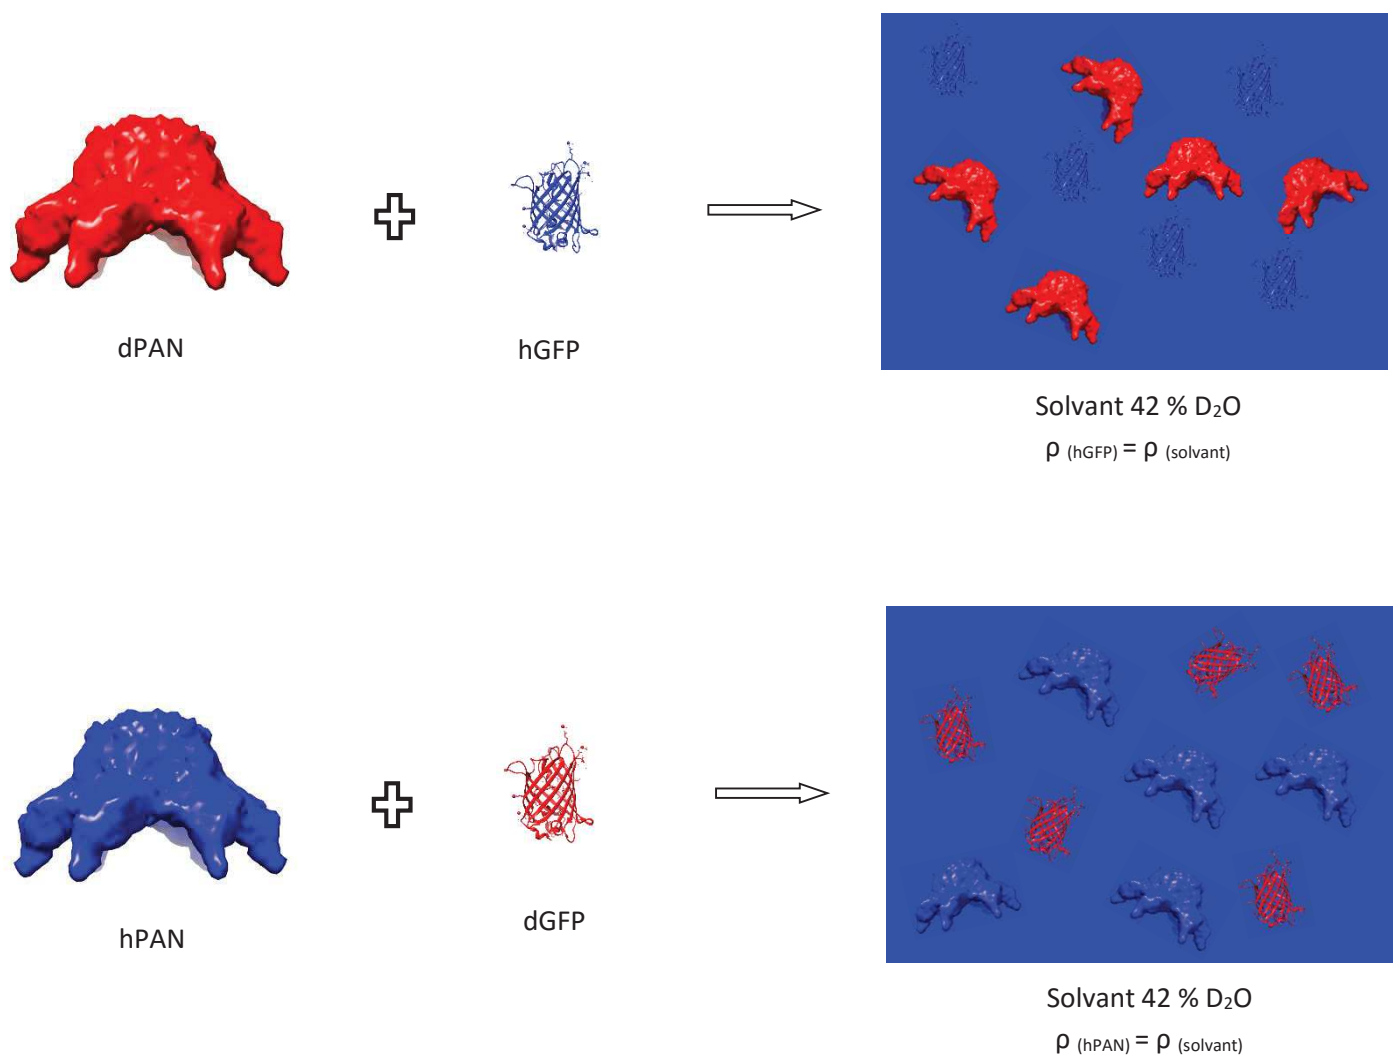 dPAN
hGFP
Solvant 42 % D₂O
ρ (hGFP) = ρ (solvant)
hPAN
dGFP
Solvant 42 % D₂O
ρ (hPAN) = ρ (solvant)